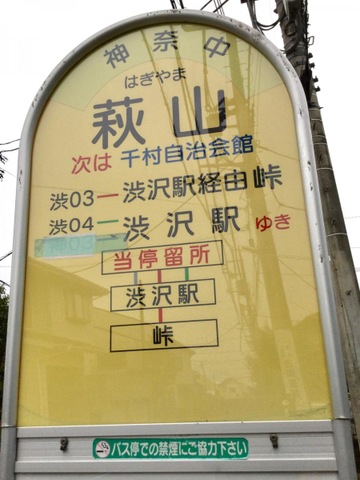 神奈中
はぎやま
萩山
次は 千村自治会館
渋03 渋沢駅経由峠
渋04 渋沢駅 ゆき
当停留所
渋沢駅
峠
バス停での禁煙にご協力下さい